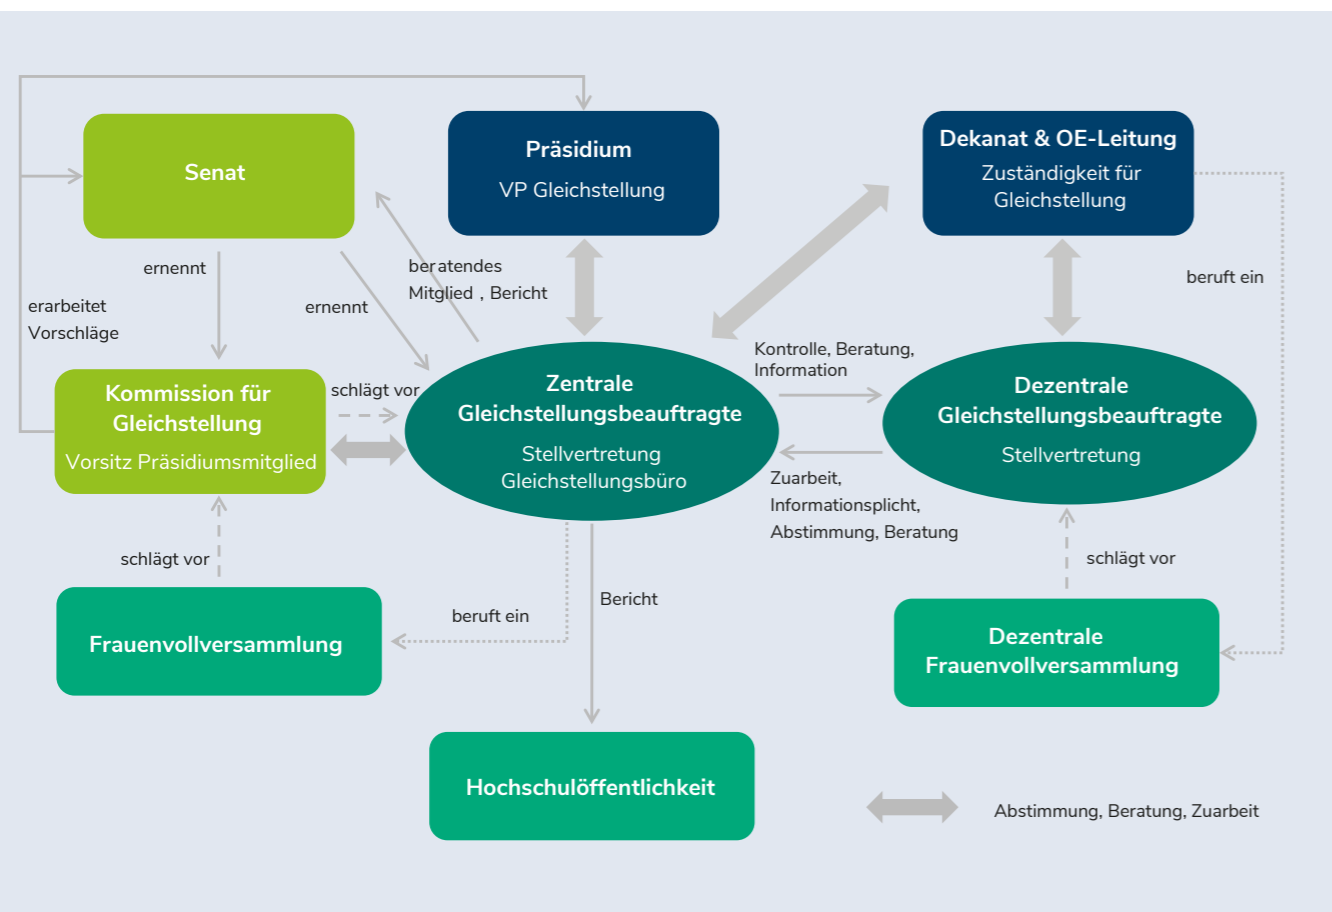 Senat
Präsidium
VP Gleichstellung
Dekanat & OE-Leitung
Zuständigkeit für
Gleichstellung
ernennt
ernennt
beratendes
Mitglied , Bericht
beruft ein
erarbeitet
Vorschläge
Kontrolle, Beratung,
Information
Kommission für
Gleichstellung
Vorsitz Präsidiumsmitglied
schlägt vor
Zentrale
Gleichstellungsbeauftragte
Stellvertretung
Gleichstellungsbüro
Dezentrale
Gleichstellungsbeauftragte
Stellvertretung
Zuarbeit,
Informationsplicht,
Abstimmung, Beratung
schlägt vor
schlägt vor
beruft ein
Bericht
Frauenvollversammlung
Dezentrale
Frauenvollversammlung
Hochschulöffentlichkeit
Abstimmung, Beratung, Zuarbeit